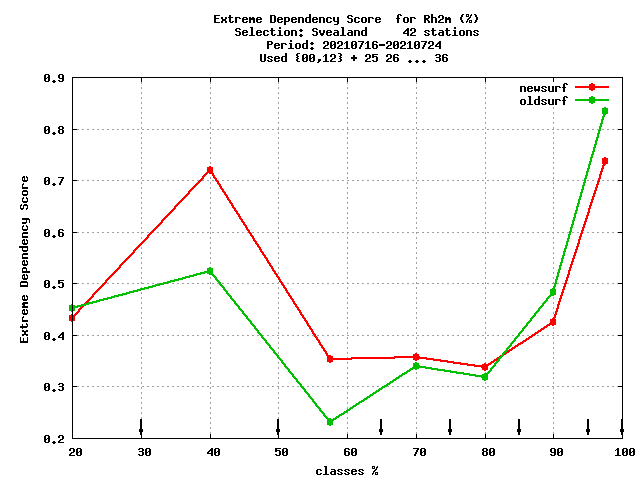 Extreme Dependency Score  for Rh2m (%)
Selection: Svealand     42 stations
Period: 20210716-20210724
Used {00,12} + 25 26 ... 36
newsurf
oldsurf
0.9
0.8
0.7
0.6
0.5
0.4
0.3
0.2
Extreme Dependency Score
20 30 40 50 60 70 80 90 100
classes %